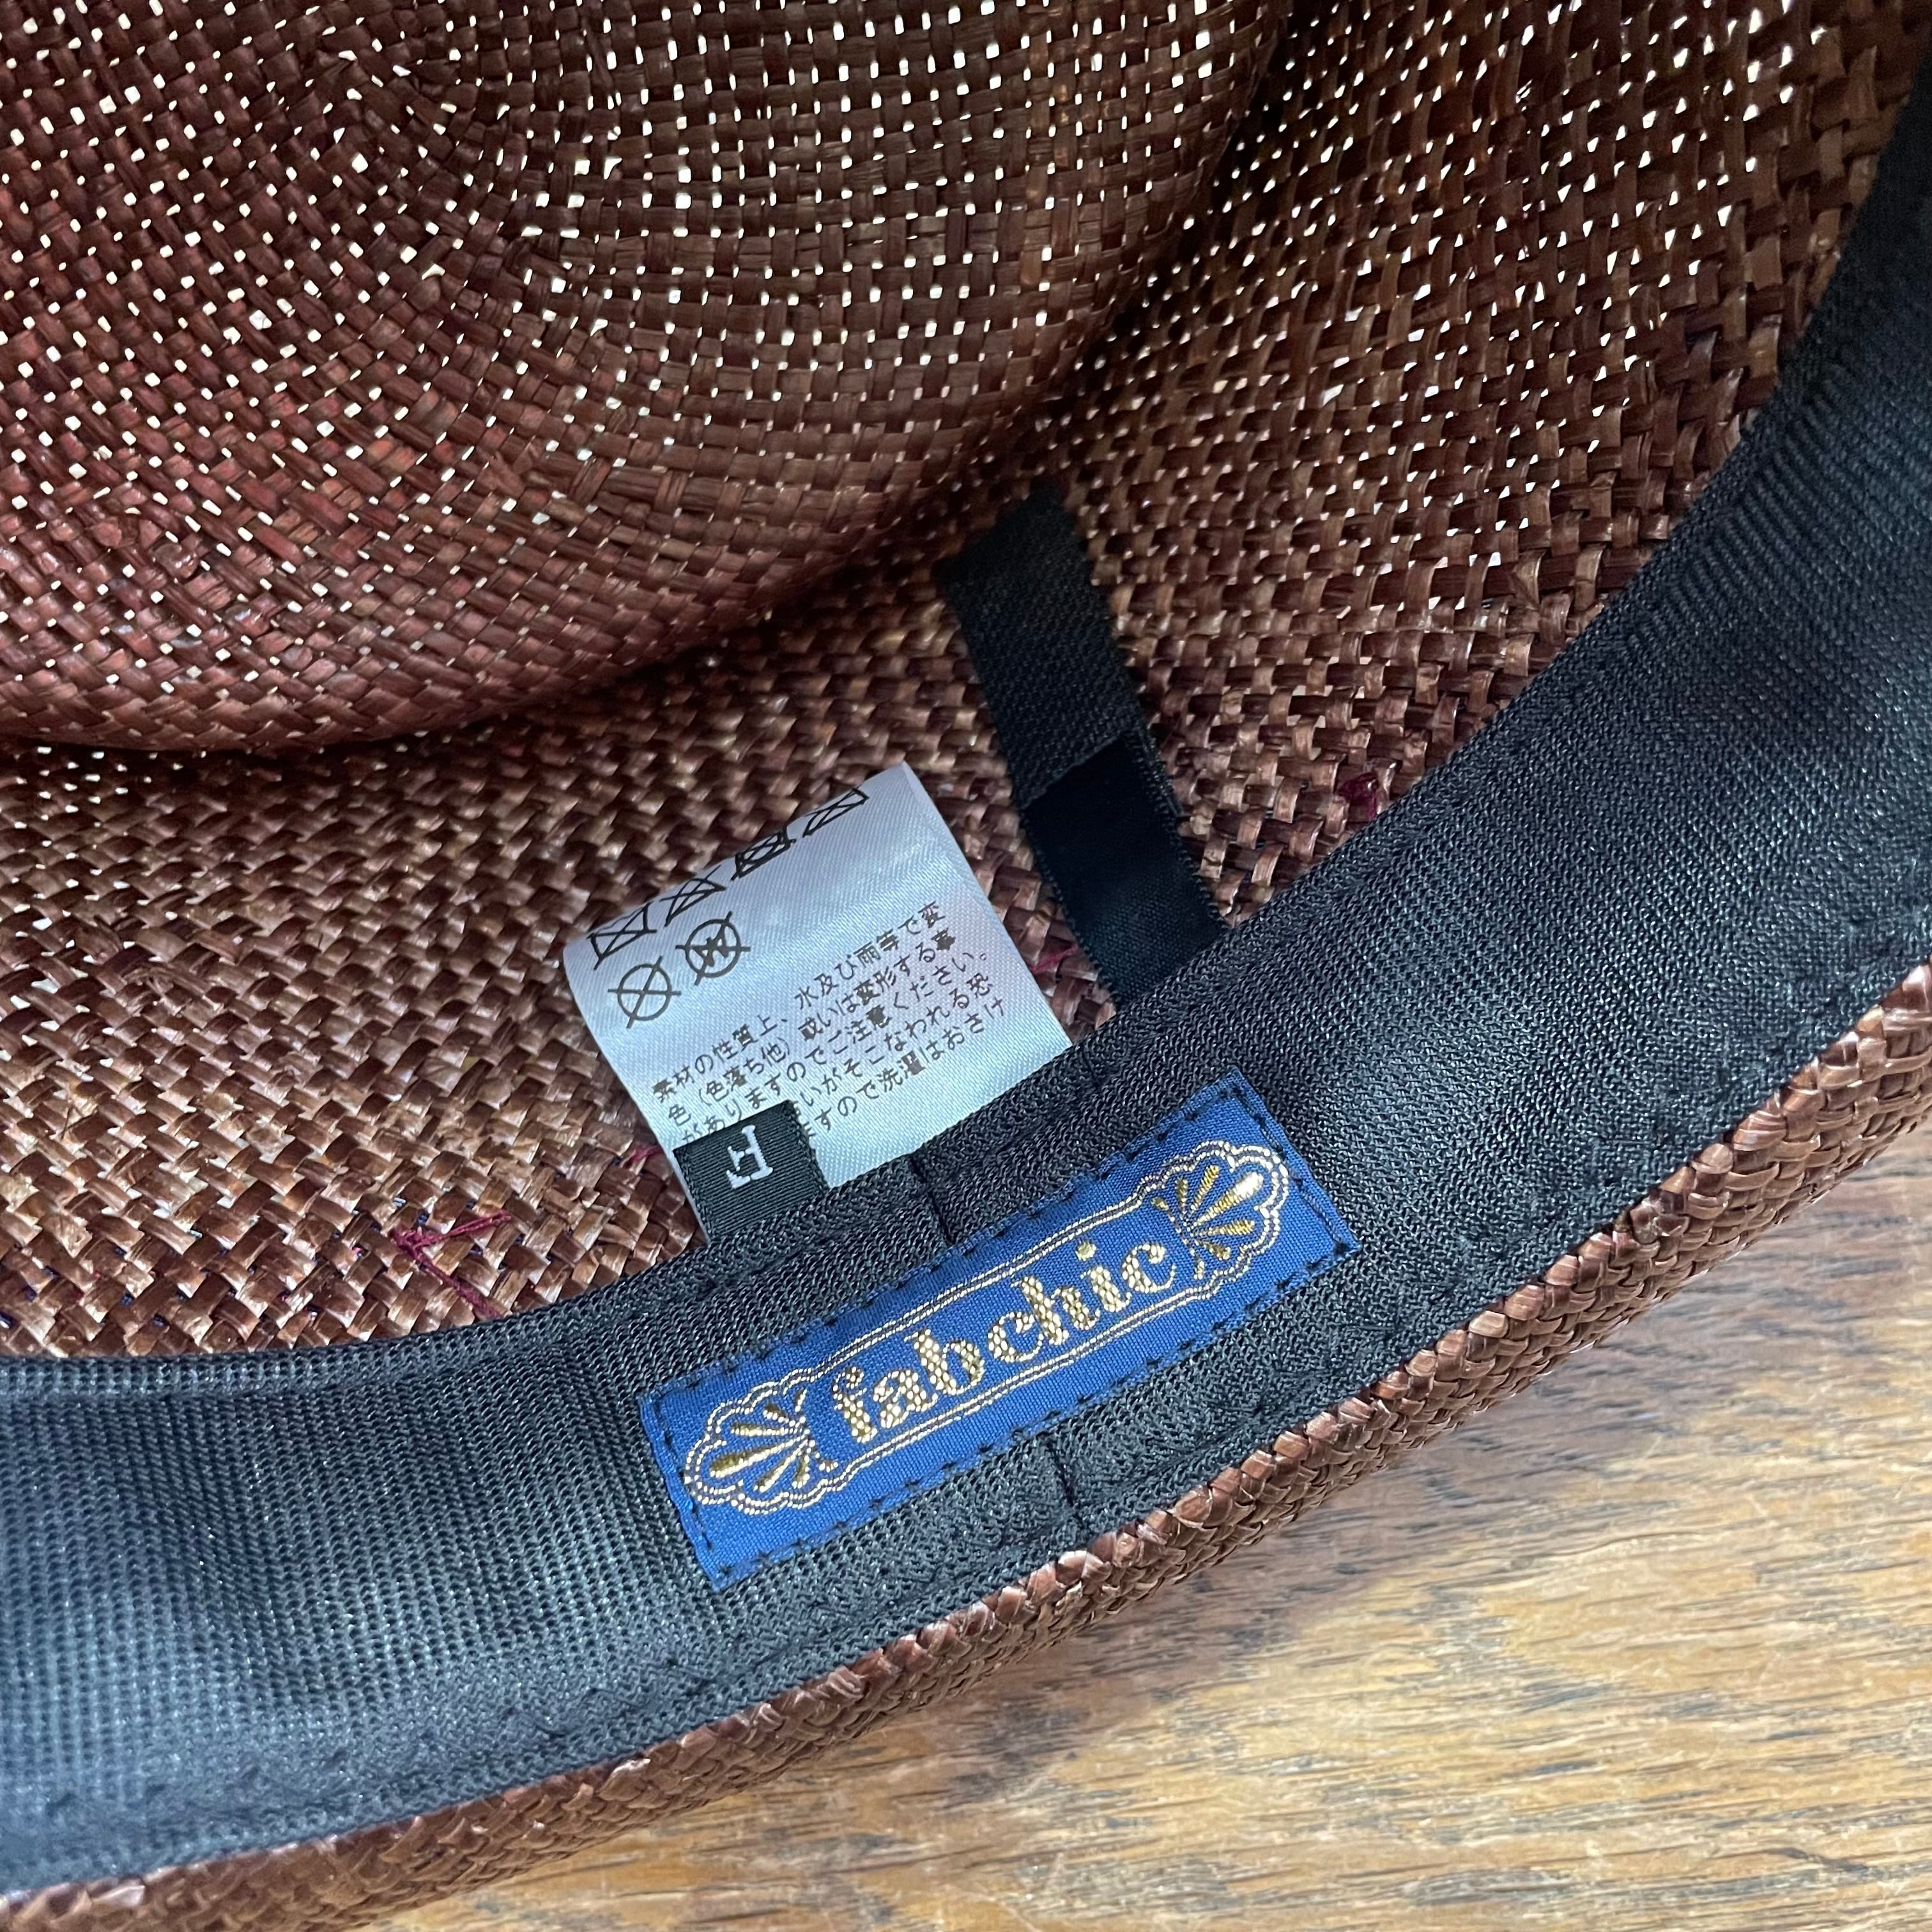 素材の性質上、水及び雨等で変
色(色落ち他)或いは変形する事
がありますのでご注意ください。
いがそこなわれる恐
ますので洗濯はおさけ
fabchic